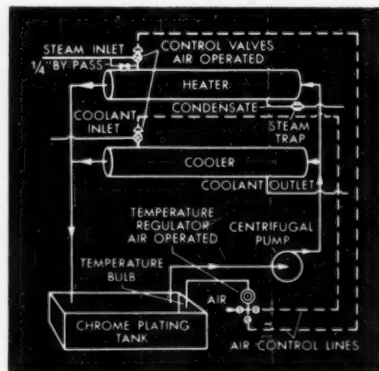 STEAM INLET
1/4" BY PASS
CONTROL VALVES
AIR OPERATED
HEATER
CONDENSATE
COOLANT
INLET
STEAM
TRAP
COOLER
COOLANT OUTLET
TEMPERATURE
REGULATOR
AIR OPERATED
CENTRIFUGAL
PUMP
TEMPERATURE
BULB
AIR
CHROME PLATING
TANK
AIR CONTROL LINES